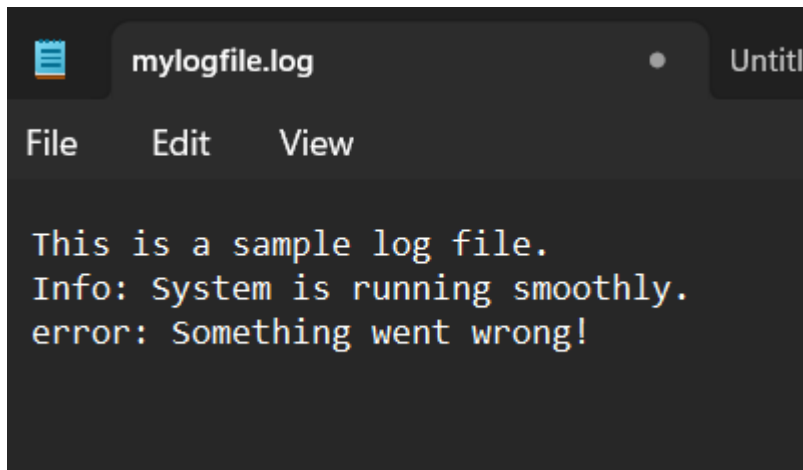 mylogfile.log
File Edit View
This is a sample log file.
Info: System is running smoothly.
error: Something went wrong!